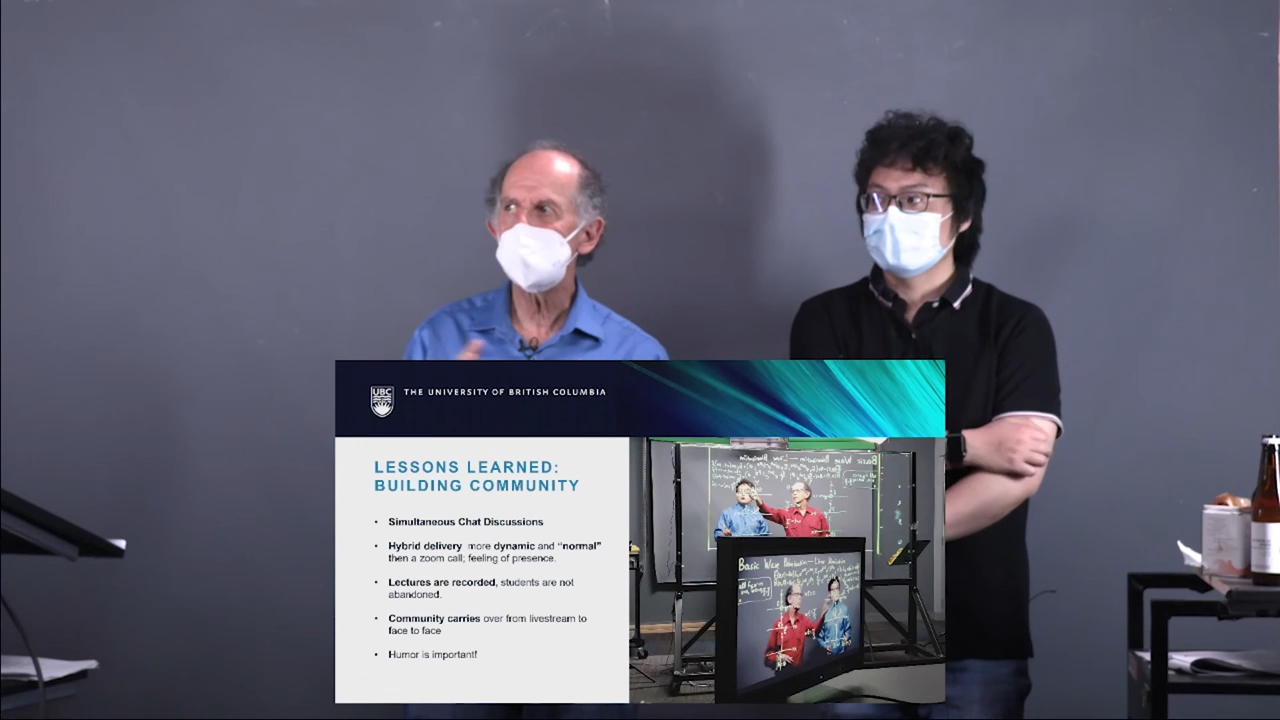 UBC
THE UNIVERSITY OF BRITISH COLUMBIA
LESSONS LEARNED:
BUILDING COMMUNITY
• Simultaneous Chat Discussions
• Hybrid delivery more dynamic and "normal"
then a zoom call; feeling of presence.
• Lectures are recorded, students are not
abandoned.
• Community carries over from livestream to
face to face
• Humor is important!
Basic Wave